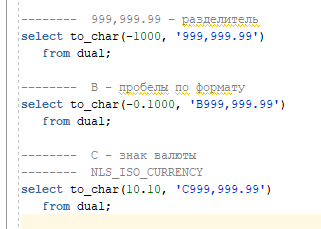 -------- 999,999.99 - разделитель
select to_char(-1000, '999,999.99')
from dual;
-------- B - пробелы по формату
select to_char(-0.1000, 'B999,999.99')
from dual;
-------- C - знак валюты
-------- NLS_ISO_CURRENCY
select to_char(10.10, 'C999,999.99')
from dual;